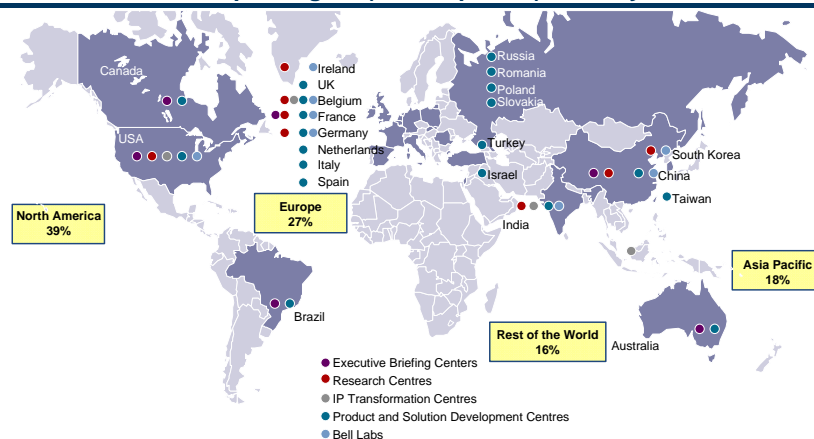 Canada
USA
Ireland
UK
Belgium
France
Germany
Netherlands
Italy
Spain
Russia
Romania
Poland
Slovakia
Turkey
Israel
South Korea
China
Taiwan
India
North America
39%
Europe
27%
Asia Pacific
18%
Rest of the World
16%
Brazil
Australia
Executive Briefing Centers
Research Centres
IP Transformation Centres
Product and Solution Development Centres
Bell Labs